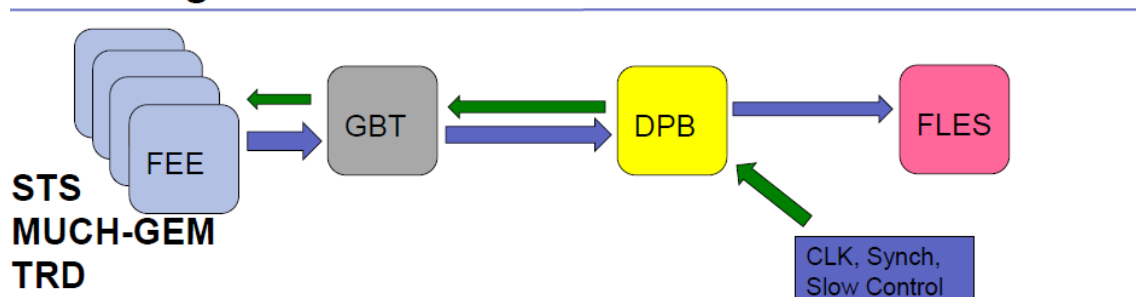 FEE
GBT
DPB
FLES
STS
MUCH-GEM
TRD
CLK, Synch,
Slow Control